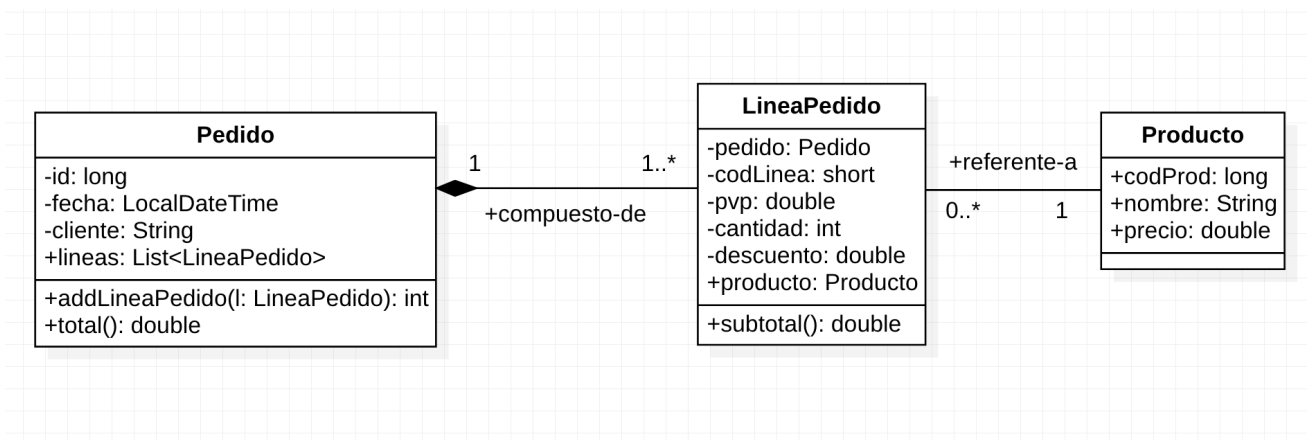 Pedido
-id: long
-fecha: LocalDateTime
-cliente: String
+lineas: List<LineaPedido>
+addLineaPedido(l: LineaPedido): int
+total(): double
1
1..*
+compuesto-de
LineaPedido
-pedido: Pedido
-codLinea: short
-pvp: double
-cantidad: int
-descuento: double
+producto: Producto
+subtotal(): double
+referente-a
0..*
1
Producto
+codProd: long
+nombre: String
+precio: double